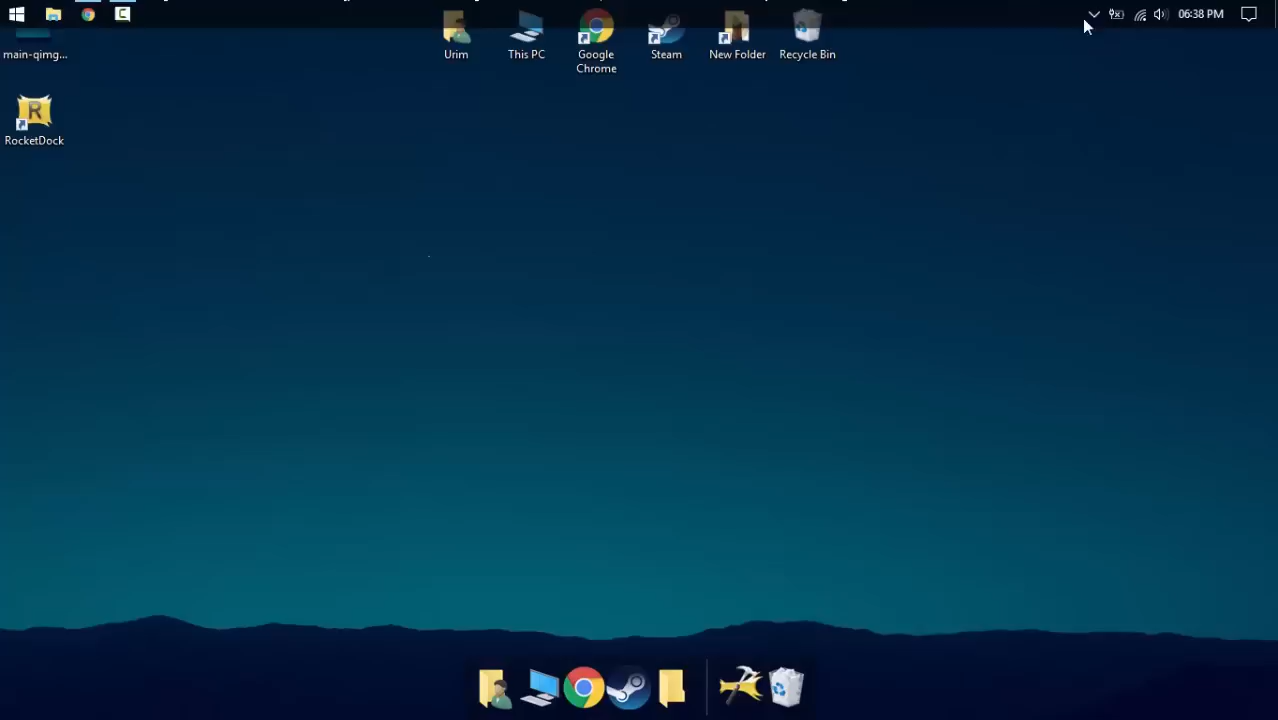 06:38 PM
main-qimg...
Urim
This PC
Google
Chrome
Steam
New Folder
Recycle Bin
R
RocketDock